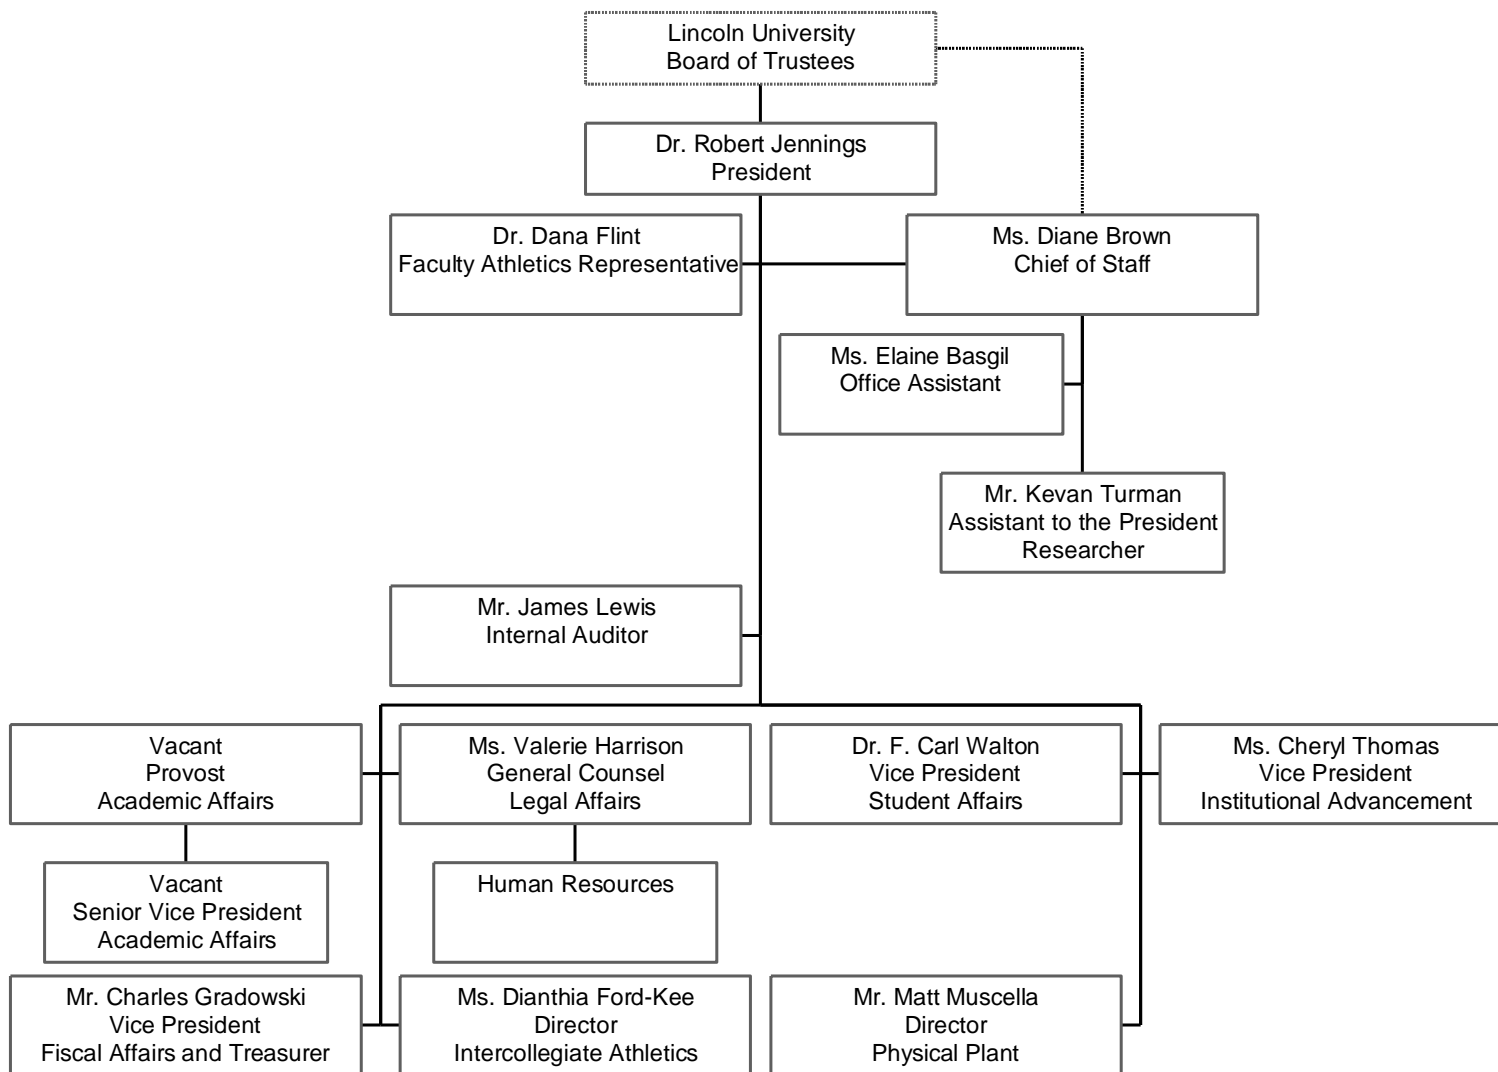 Lincoln University
Board of Trustees
Dr. Robert Jennings
President
Dr. Dana Flint
Faculty Athletics Representative
Ms. Diane Brown
Chief of Staff
Ms. Elaine Basgil
Office Assistant
Mr. Kevan Turman
Assistant to the President
Researcher
Mr. James Lewis
Internal Auditor
Vacant
Provost
Academic Affairs
Ms. Valerie Harrison
General Counsel
Legal Affairs
Dr. F. Carl Walton
Vice President
Student Affairs
Ms. Cheryl Thomas
Vice President
Institutional Advancement
Vacant
Senior Vice President
Academic Affairs
Human Resources
Mr. Charles Gradowski
Vice President
Fiscal Affairs and Treasurer
Ms. Dianthia Ford-Kee
Director
Intercollegiate Athletics
Mr. Matt Muscella
Director
Physical Plant